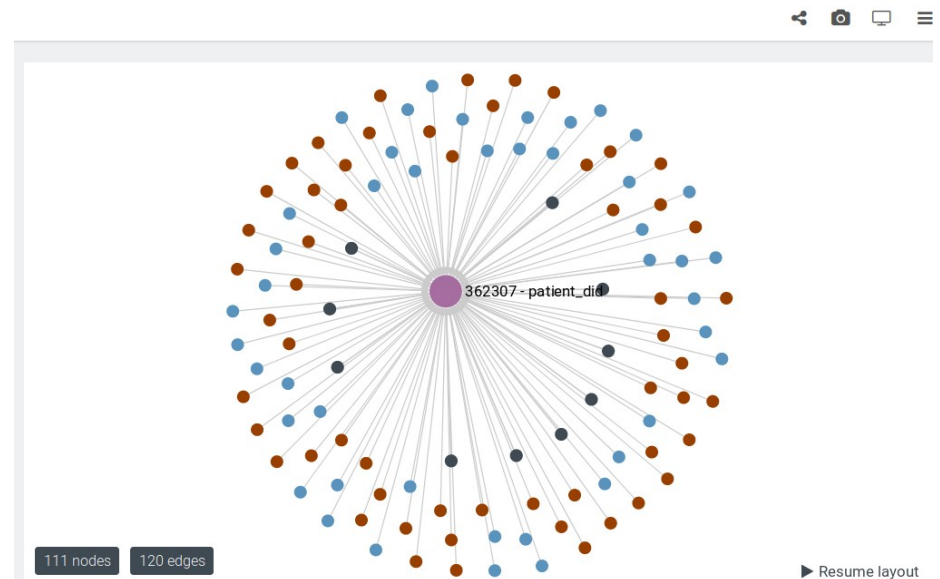 362307 - patient_did
111 nodes 120 edges
Resume layout